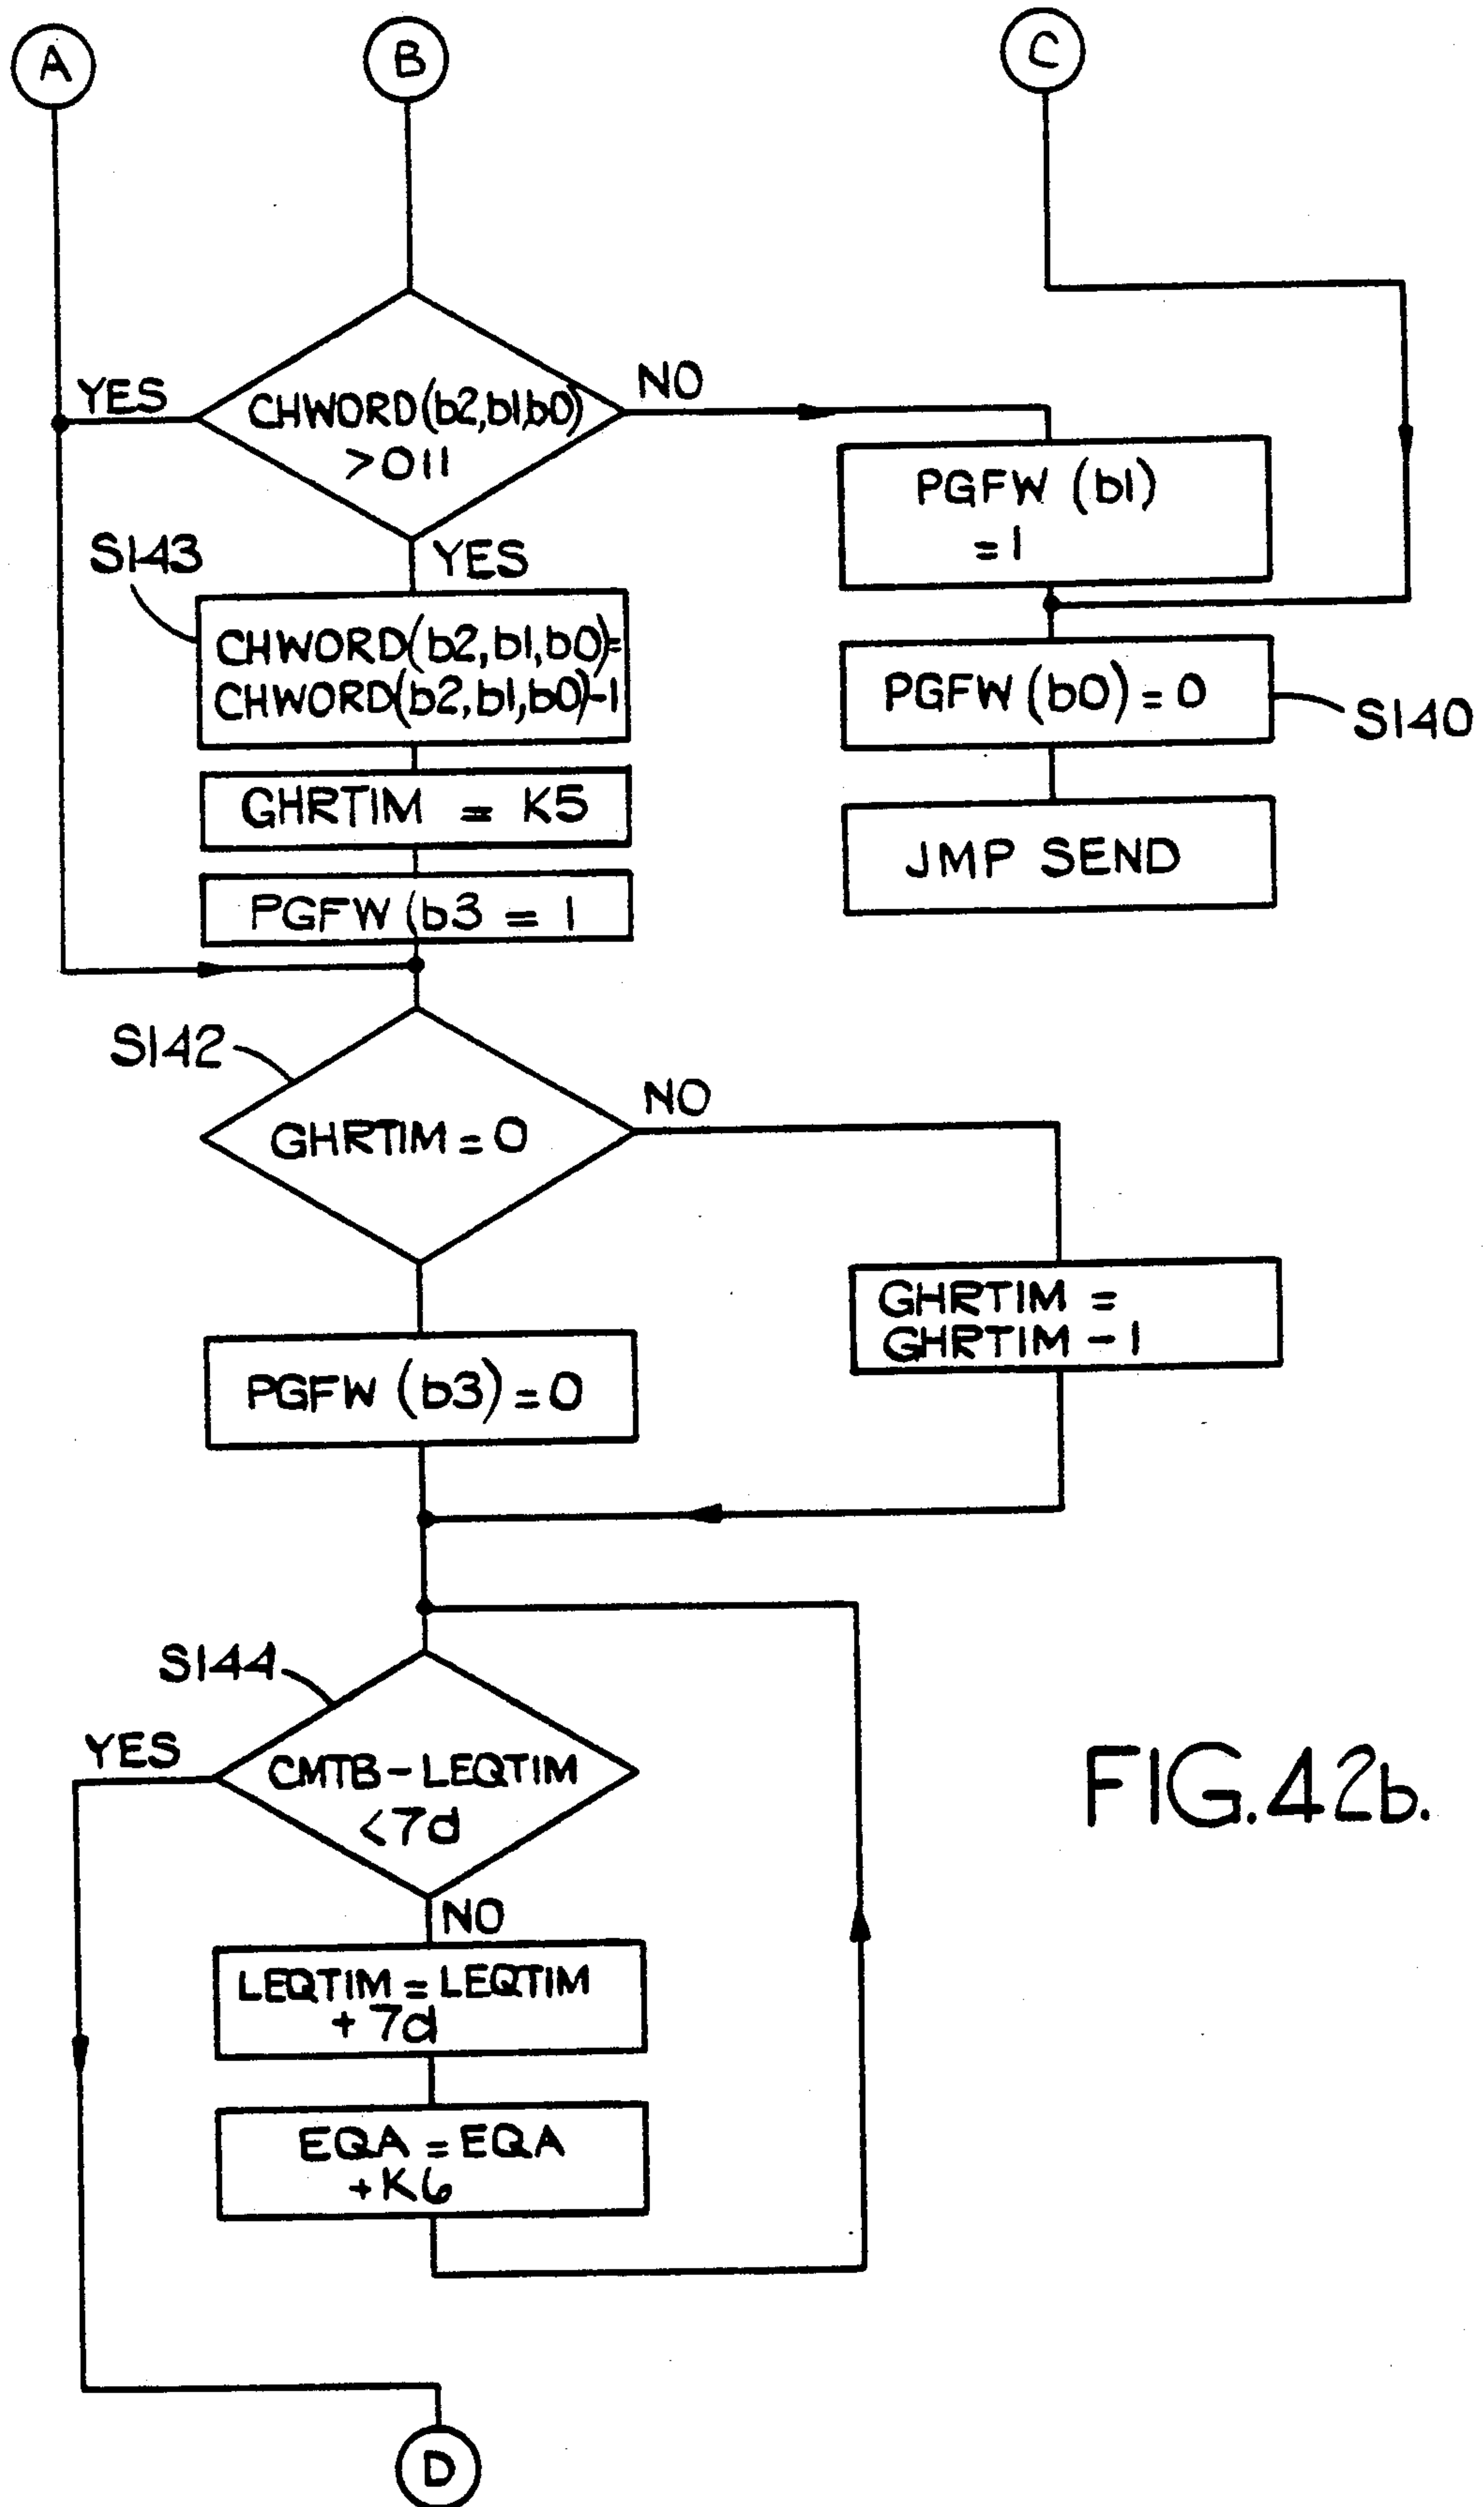 A
B
C
YES
CHWORD(b2,b1,b0)
>011
NO
PGFW (b1)
=1
S143
YES
CHWORD(b2,b1,b0)=
CHWORD(b2,b1,b0)-1
PGFW(b0)=0
S140
GHRTIM = K5
JMP SEND
PGFW(b3 = 1
S142
GHRTIM=0
NO
GHRTIM =
GHRTIM -1
PGFW (b3)=0
S144
YES
CMTB-LEQTIM
<7d
FIG.42b.
NO
LEQTIM=LEQTIM
+7d
EQA=EQA
+K6
D